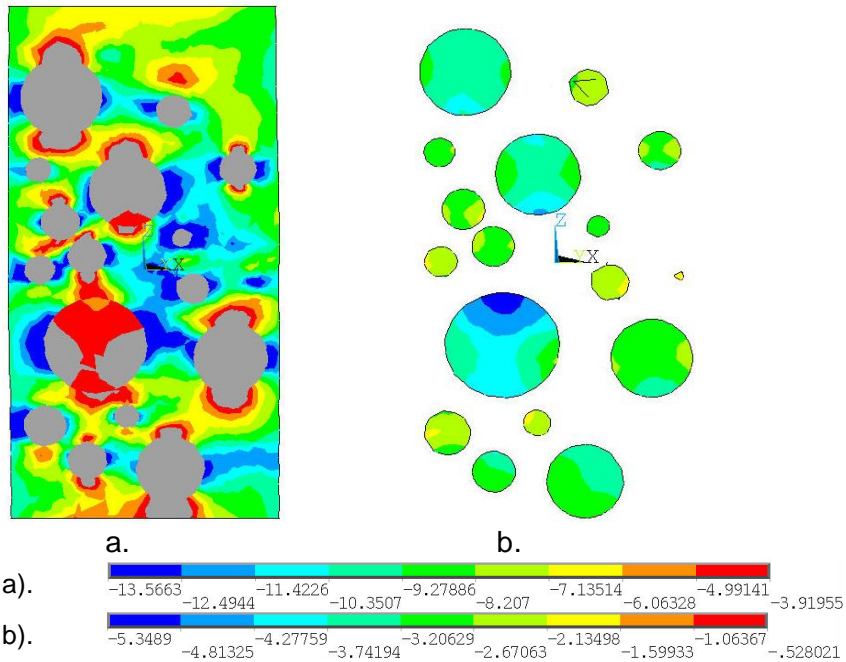 Z
X
Z
Y
X
a.
b.
a).
-13.5663 -11.4226 -9.27886 -7.13514 -4.99141
-12.4944 -10.3507 -8.207 -6.06328 -3.91955
b).
-5.3489 -4.27759 -3.20629 -2.13498 -1.06367
-4.81325 -3.74194 -2.67063 -1.59933 -.528021